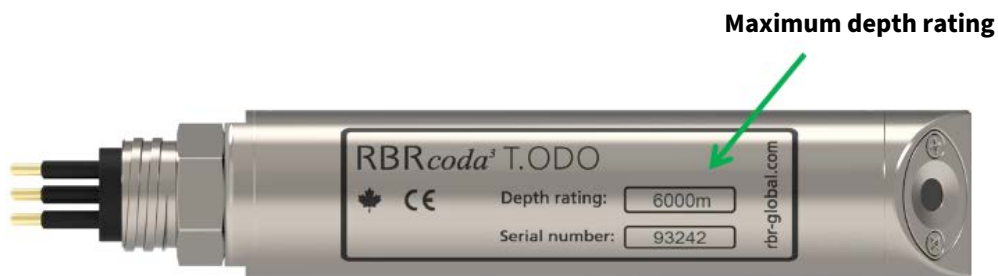 Maximum depth rating
RBRcoda³ T.ODO
CE
Depth rating: 6000m
Serial number: 93242
rbr-global.com